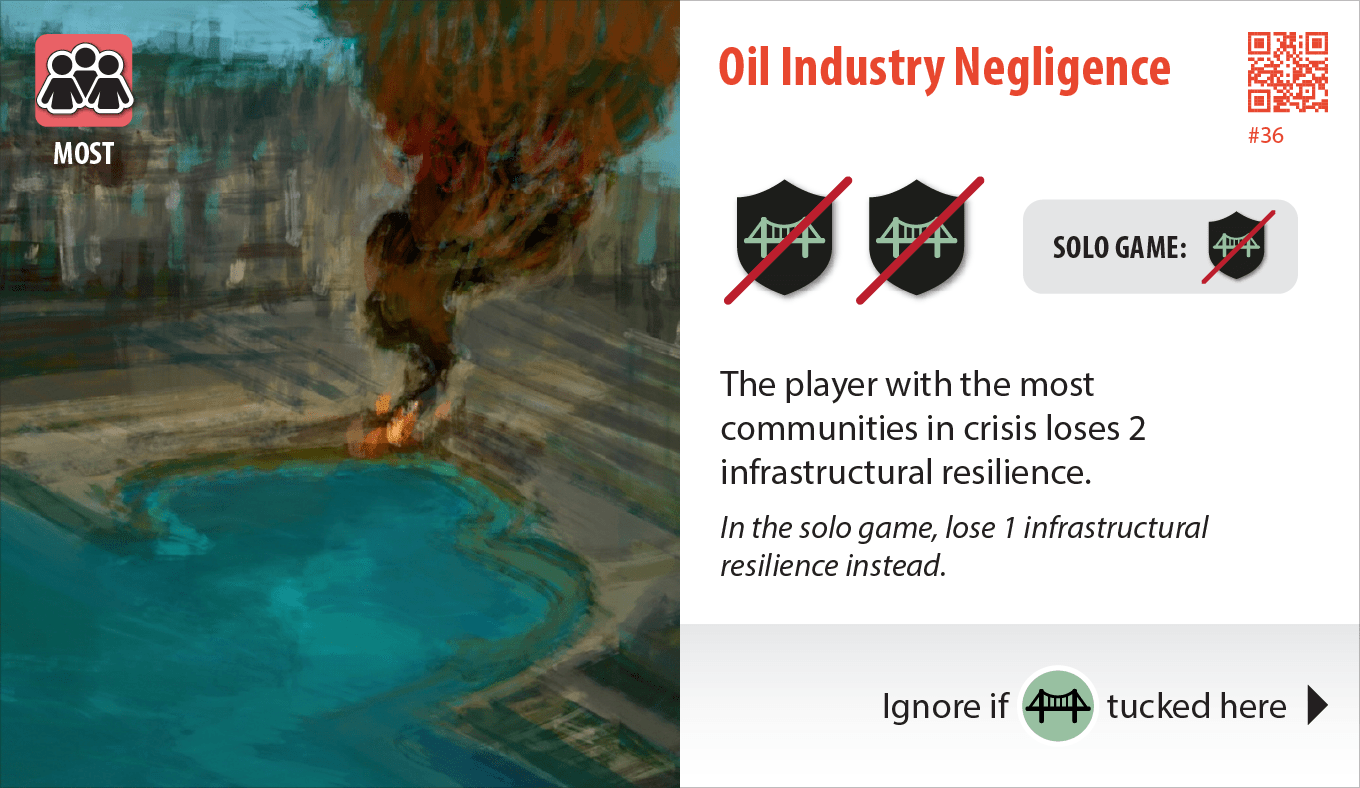 MOST
Oil Industry Negligence
#36
SOLO GAME:
The player with the most
communities in crisis loses 2
infrastructural resilience.
In the solo game, lose 1 infrastructural
resilience instead.
Ignore if tucked here